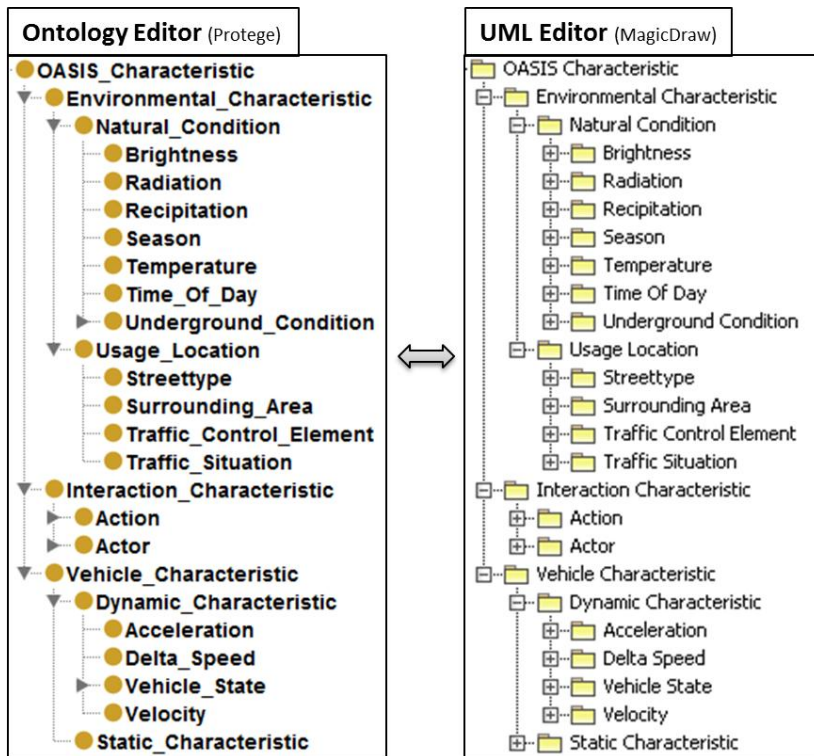 Ontology Editor (Protege)
OASIS_Characteristic
Environmental_Characteristic
Natural_Condition
Brightness
Radiation
Recipitation
Season
Temperature
Time_Of_Day
Underground_Condition
Usage_Location
Streettype
Surrounding_Area
Traffic_Control_Element
Traffic_Situation
Interaction_Characteristic
Action
Actor
Vehicle_Characteristic
Dynamic_Characteristic
Acceleration
Delta_Speed
Vehicle_State
Velocity
Static_Characteristic
UML Editor (MagicDraw)
OASIS Characteristic
Environmental Characteristic
Natural Condition
Brightness
Radiation
Recipitation
Season
Temperature
Time Of Day
Underground Condition
Usage Location
Streettype
Surrounding Area
Traffic Control Element
Traffic Situation
Interaction Characteristic
Action
Actor
Vehicle Characteristic
Dynamic Characteristic
Acceleration
Delta Speed
Vehicle State
Velocity
Static Characteristic